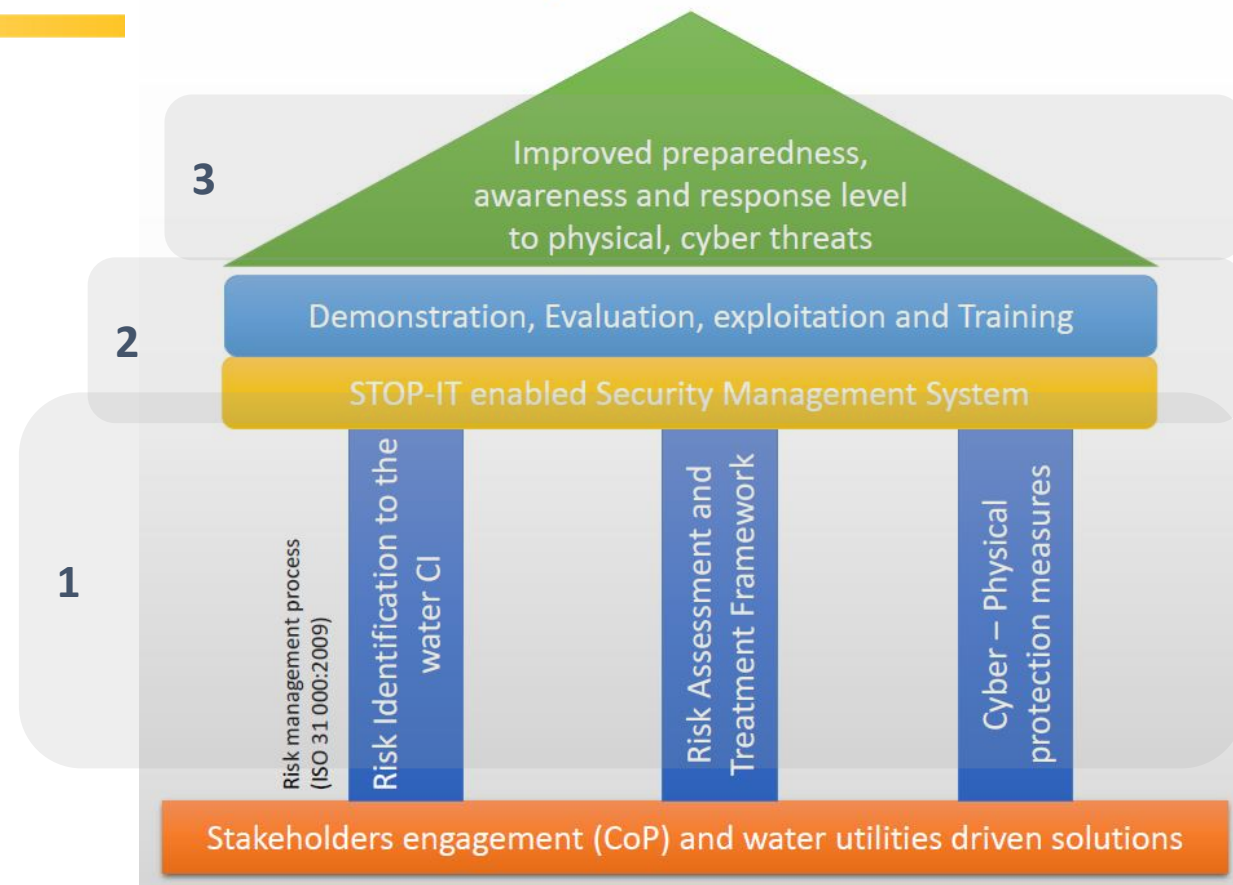 3
Improved preparedness,
awareness and response level
to physical, cyber threats
2
Demonstration, Evaluation, exploitation and Training
STOP-IT enabled Security Management System
1
Risk management process
(ISO 31 000:2009)
Risk Identification to the
water CI
Risk Assessment and
Treatment Framework
Cyber – Physical
protection measures
Stakeholders engagement (CoP) and water utilities driven solutions